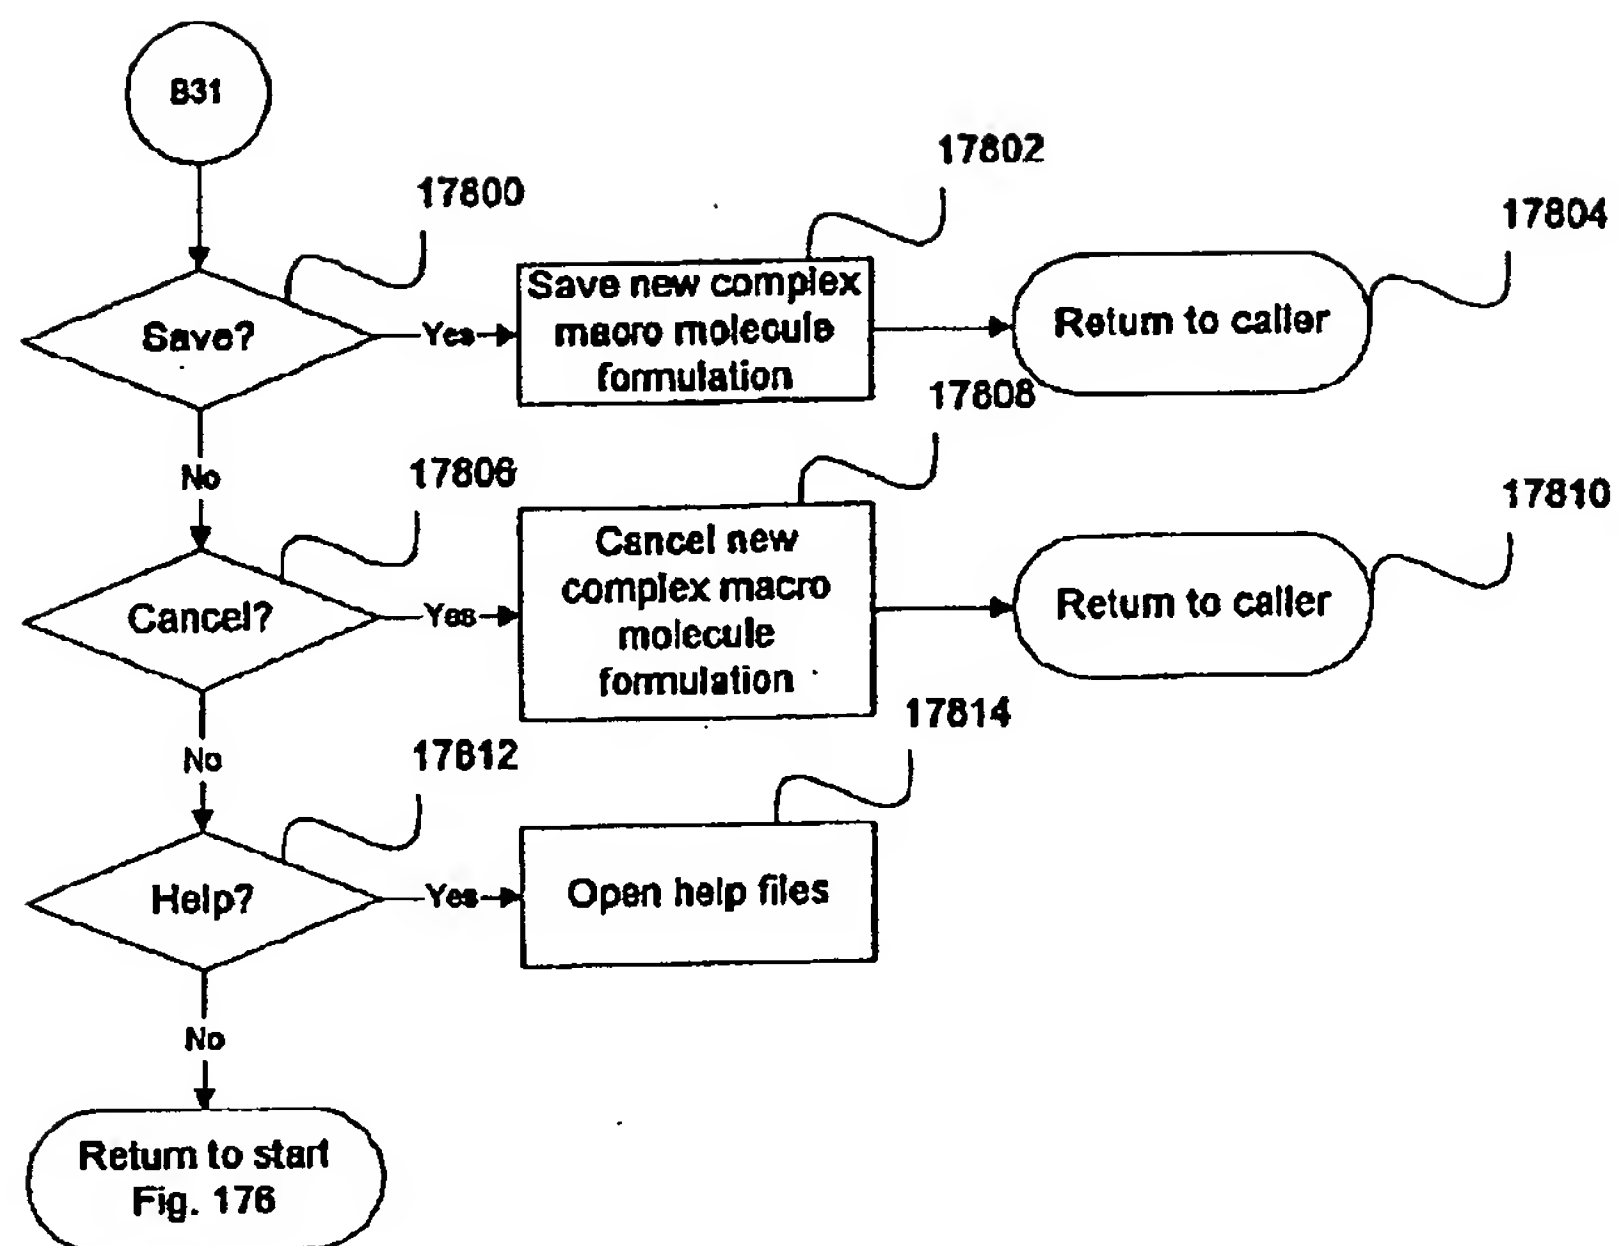 B31
17800
17802
17804
Save?
Yes
Save new complex
macro molecule
formulation
Return to caller
No
17806
17808
17810
Cancel?
Yes
Cancel new
complex macro
molecule
formulation
Return to caller
No
17812
17814
Help?
Yes
Open help files
No
Return to start
Fig. 176